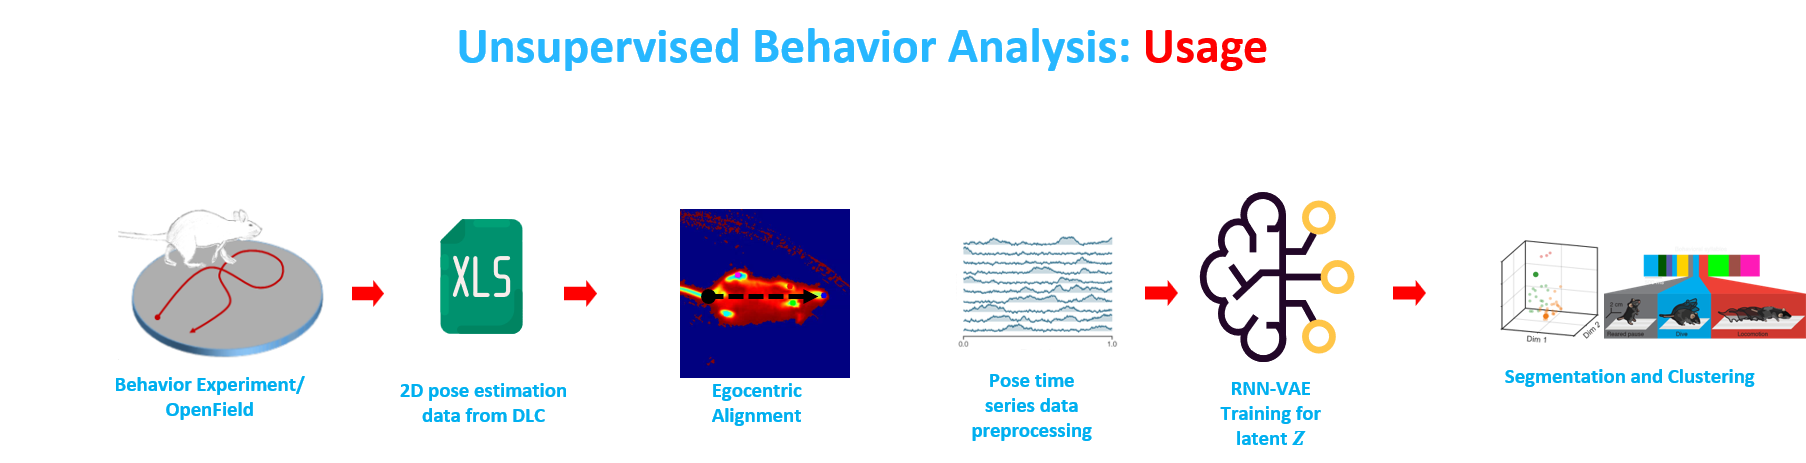 Unsupervised Behavior Analysis: Usage
XLS
2 cm
Reared pause
Dive
Locomotion
Dim 1
Dim 2
0.0
1.0
Behavior Experiment/
OpenField
2D pose estimation
data from DLC
Egocentric
Alignment
Pose time
series data
preprocessing
RNN-VAE
Training for
latent Z
Segmentation and Clustering